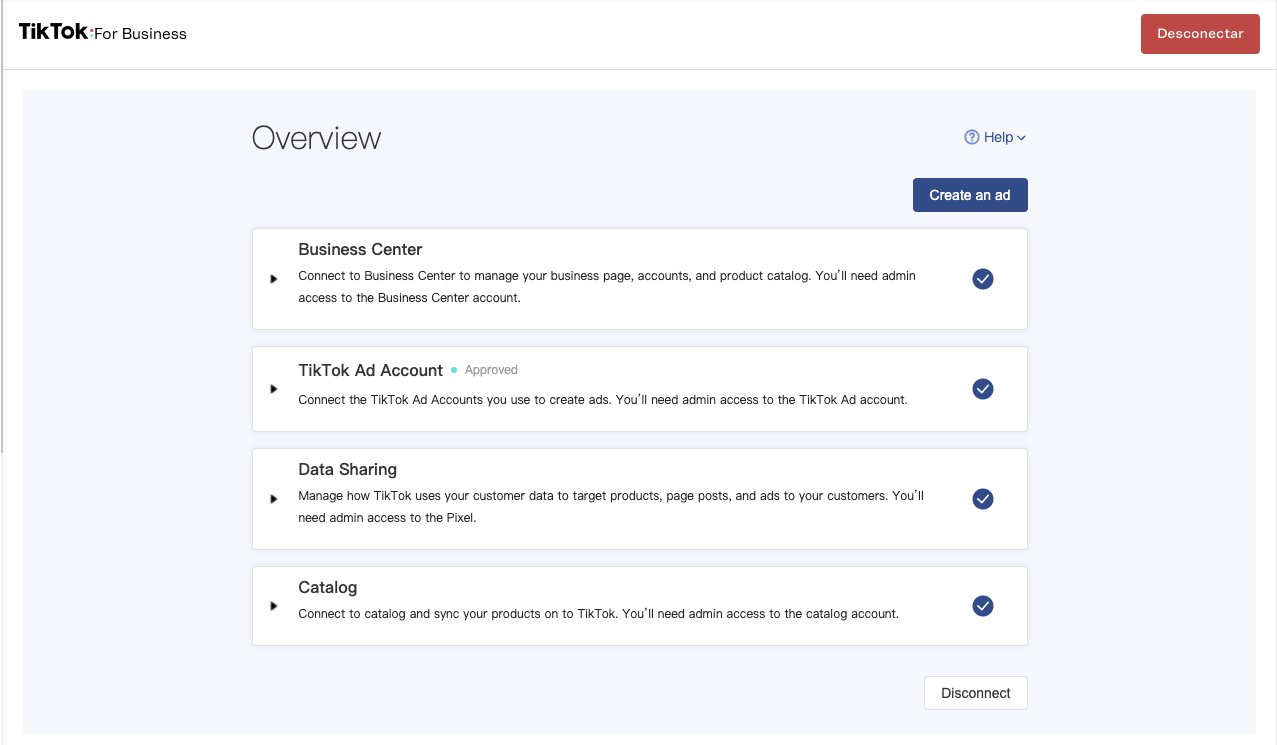 TikTok:For Business
Desconectar
Overview
Help
Create an ad
Business Center
Connect to Business Center to manage your business page, accounts, and product catalog. You'll need admin
access to the Business Center account.
TikTok Ad Account Approved
Connect the TikTok Ad Accounts you use to create ads. You'll need admin access to the TikTok Ad account.
Data Sharing
Manage how TikTok uses your customer data to target products, page posts, and ads to your customers. You'll
need admin access to the Pixel.
Catalog
Connect to catalog and sync your products on to TikTok. You'll need admin access to the catalog account.
Disconnect